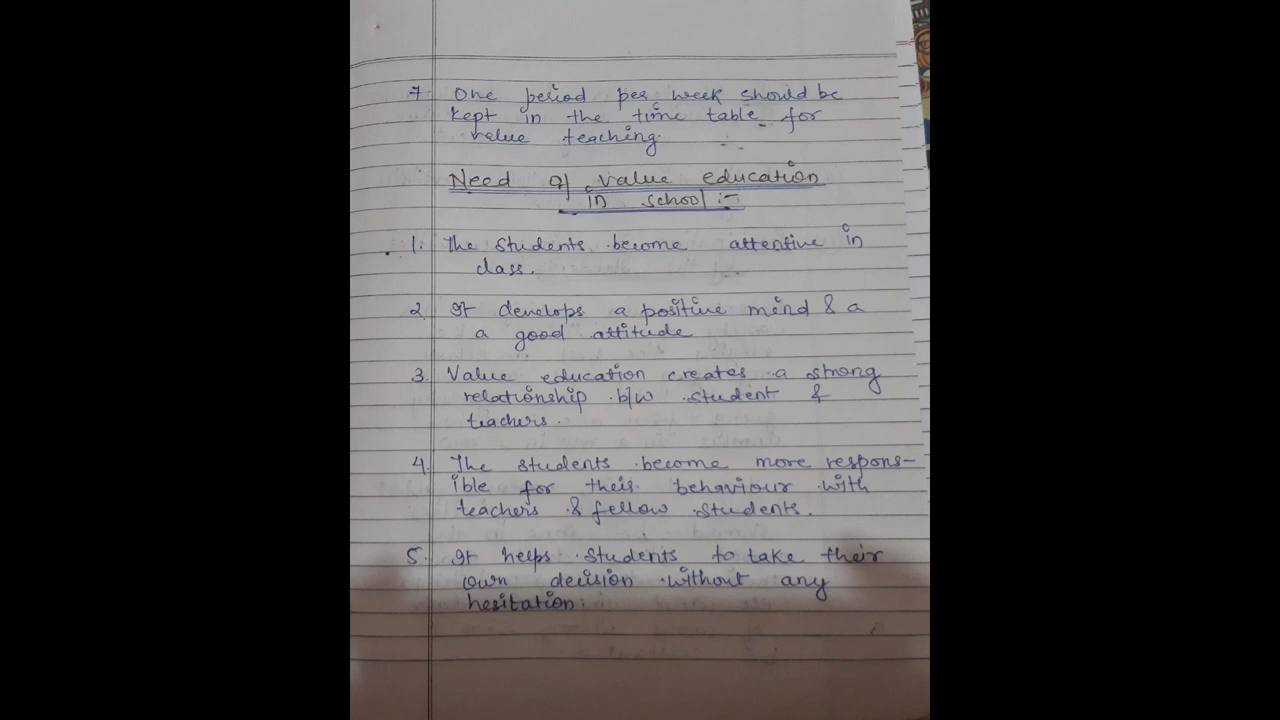 7. One period per week should be
kept in the time table for
value teaching.
Need of value education
in school :-
1. The students become attentive in
class.
2. It develops a positive mind & a
a good attitude
3. Value education creates a strong
relationship b/w student &
teachers.
4. The students become more respons-
ible for their behaviour with
teachers & fellow students.
5. It helps students to take their
own decision without any
hesitation.